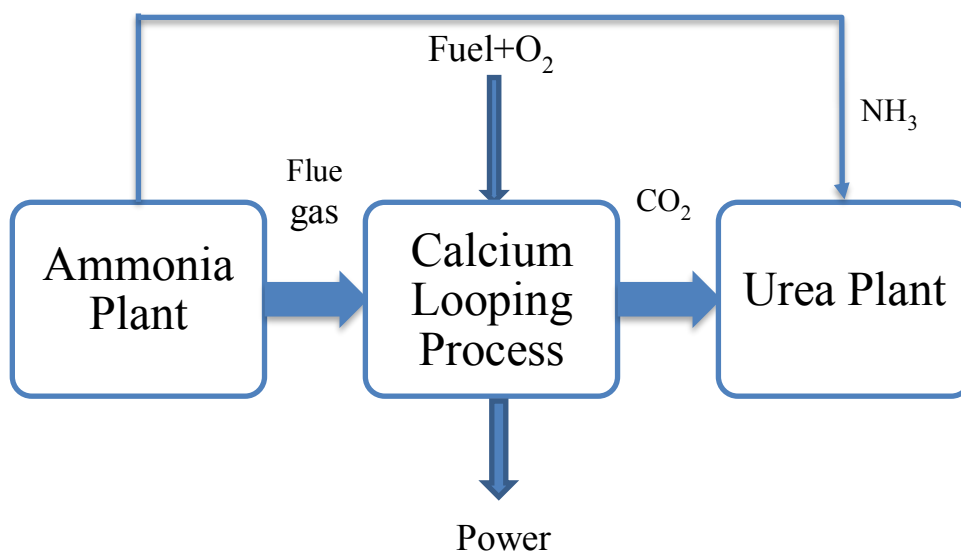 Fuel+O₂
NH₃
Flue
gas
CO₂
Ammonia
Plant
Calcium
Looping
Process
Urea Plant
Power